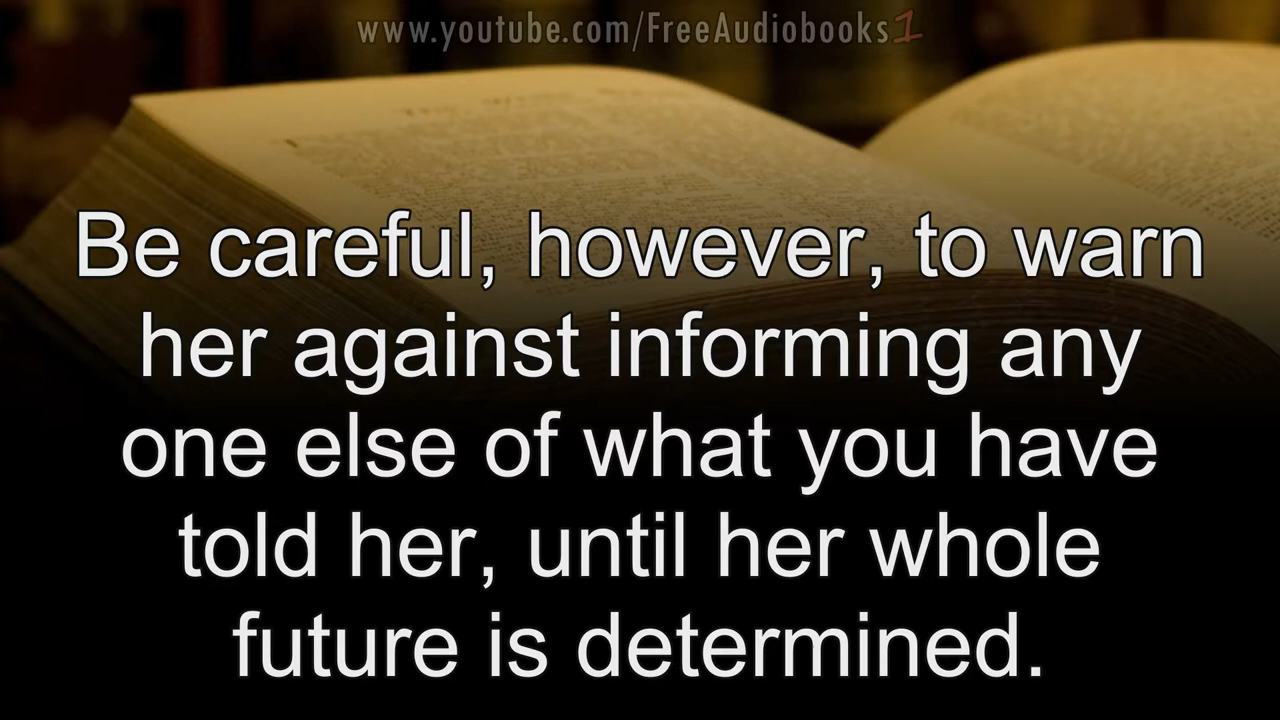 www.youtube.com/FreeAudiobooks1
Be careful, however, to warn
her against informing any
one else of what you have
told her, until her whole
future is determined.